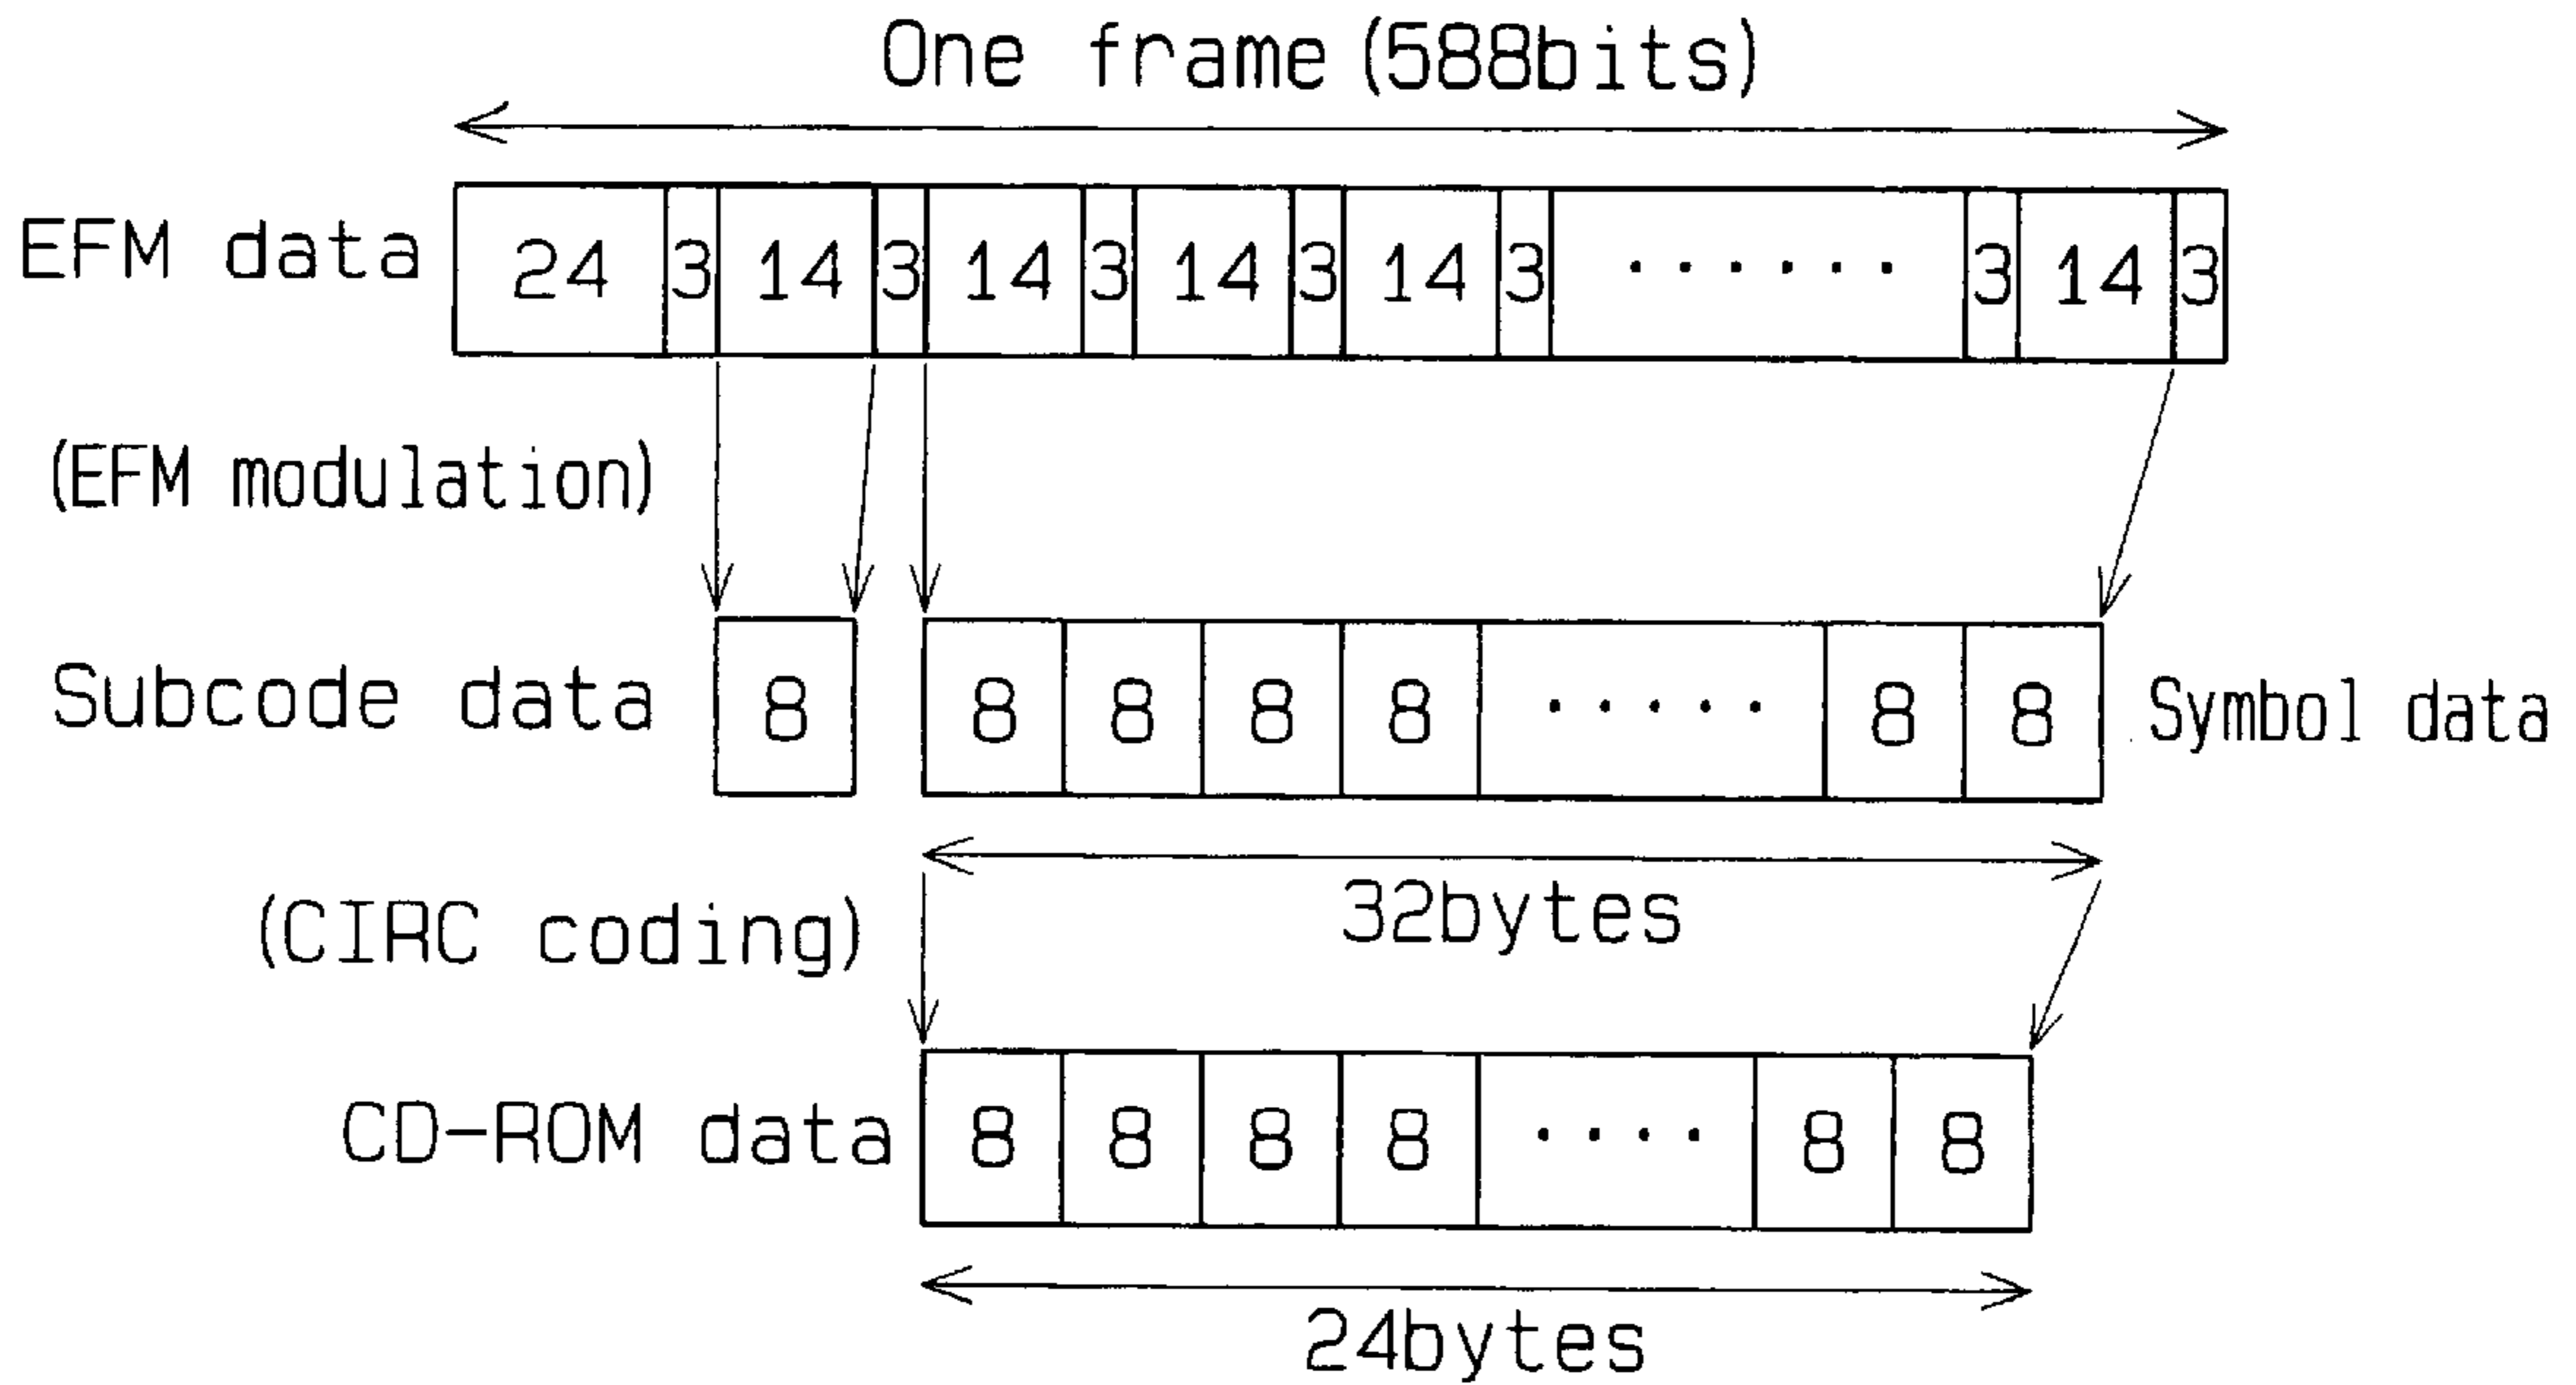 One frame (588bits)
EFM data 24 3 14 3 14 3 14 3 14 3 ······ 3 14 3
(EFM modulation)
Subcode data 8 8 8 8 8 ····· 8 8 Symbol data
32bytes
(CIRC coding)
CD-ROM data 8 8 8 8 ···· 8 8
24bytes